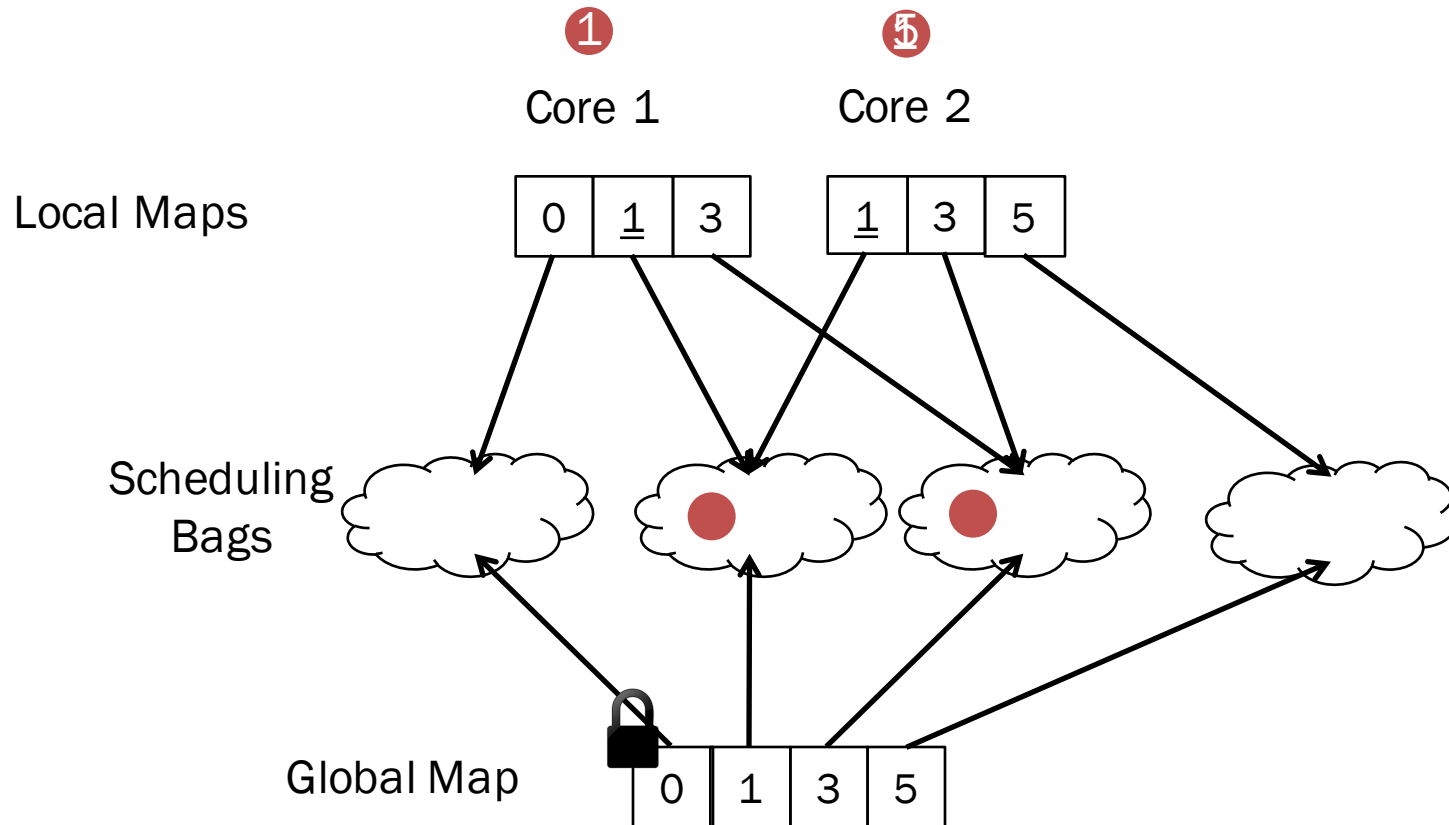 1
Core 1 Core 2
Local Maps 0 1 3 1 3 5
Scheduling
Bags
Global Map 0 1 3 5